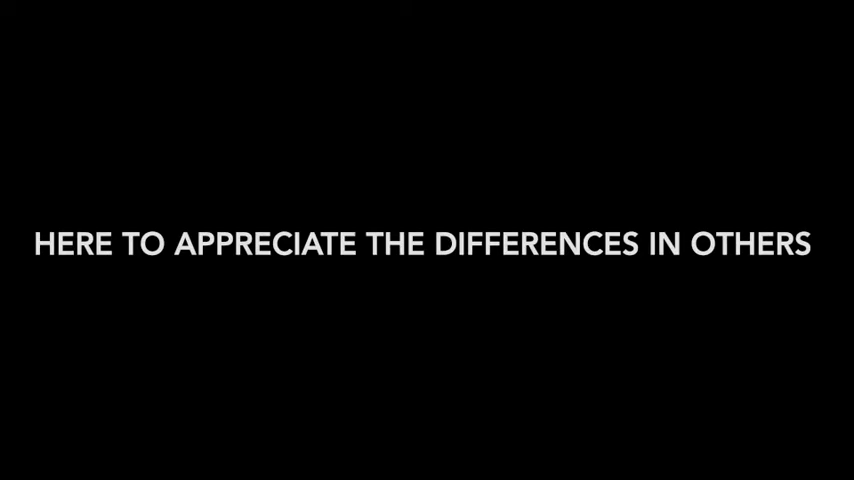 HERE TO APPRECIATE THE DIFFERENCES IN OTHERS